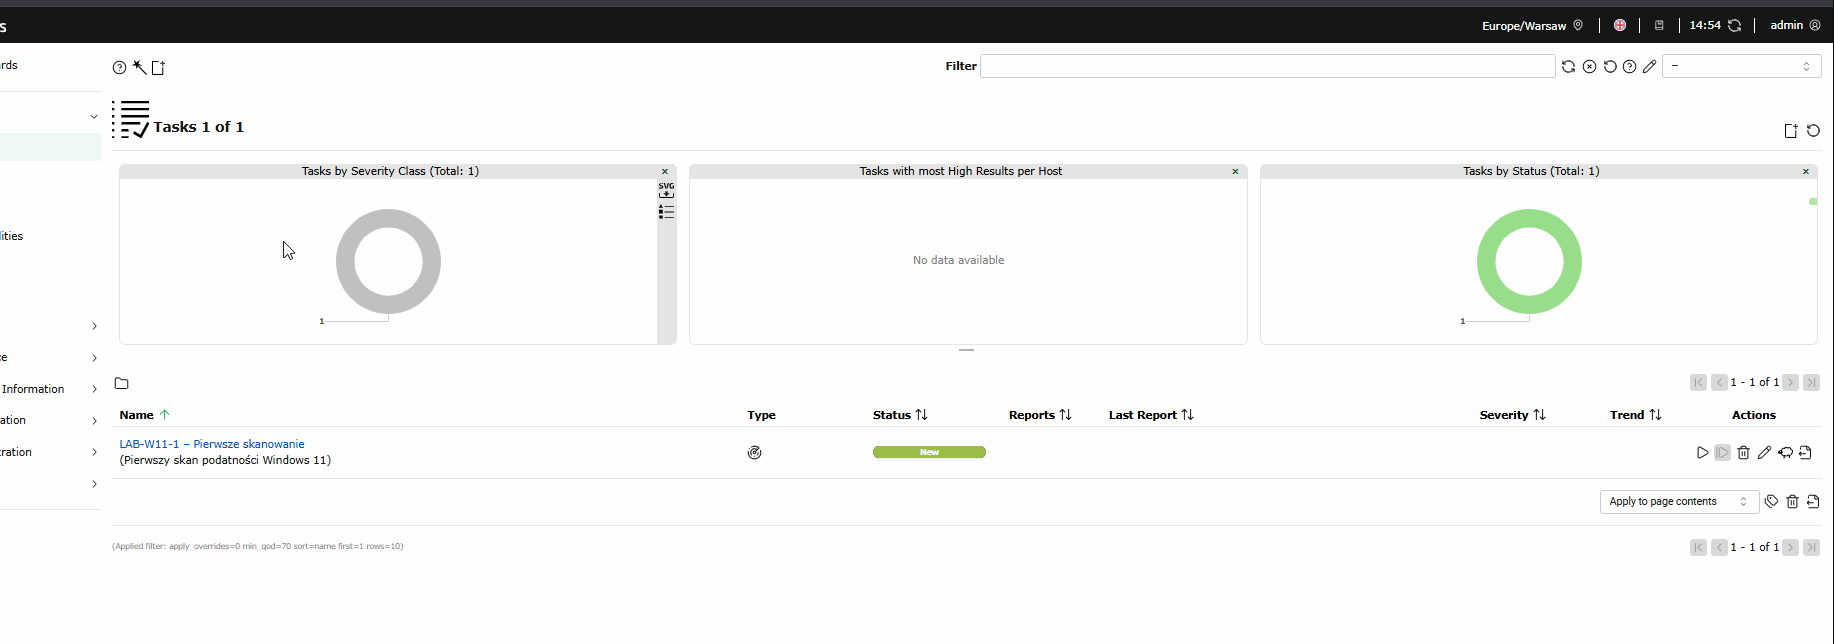 s
Europe/Warsaw
14:54
admin
rds
Filter
--
Tasks 1 of 1
Tasks by Severity Class (Total: 1)
Tasks with most High Results per Host
Tasks by Status (Total: 1)
SVG
lities
No data available
1
1
ce
Information
ation
ration
1 - 1 of 1
Name
Type
Status
Reports
Last Report
Severity
Trend
Actions
LAB-W11-1 – Pierwsze skanowanie
(Pierwszy skan podatności Windows 11)
New
Apply to page contents
(Applied filter: apply_overrides=0 min_qod=70 sort=name first=1 rows=10)
1 - 1 of 1